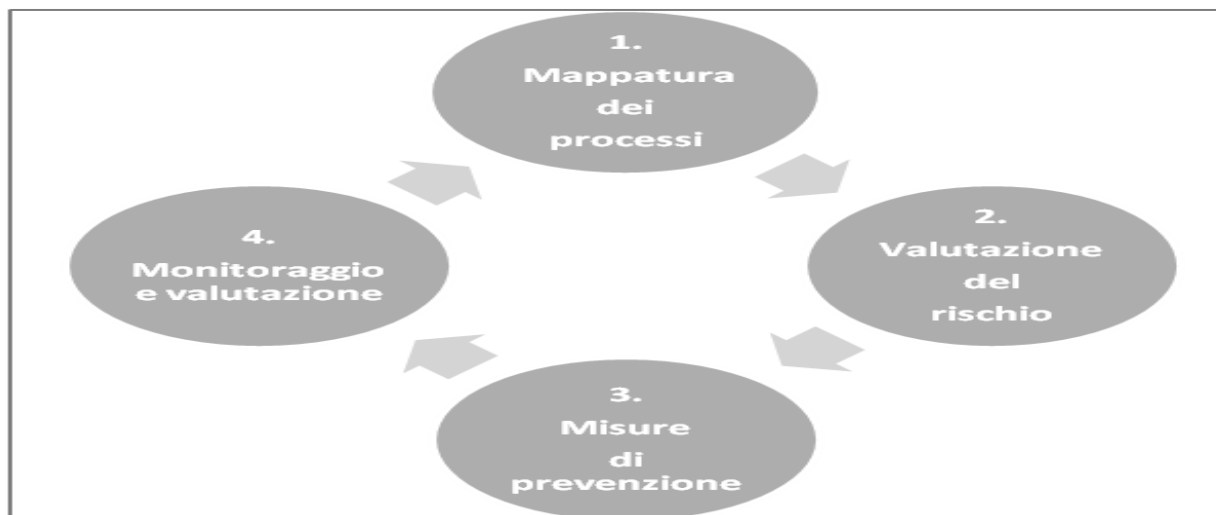 1.
Mappatura
dei
processi
2.
Valutazione
del
rischio
3.
Misure
di
prevenzione
4.
Monitoraggio
e valutazione